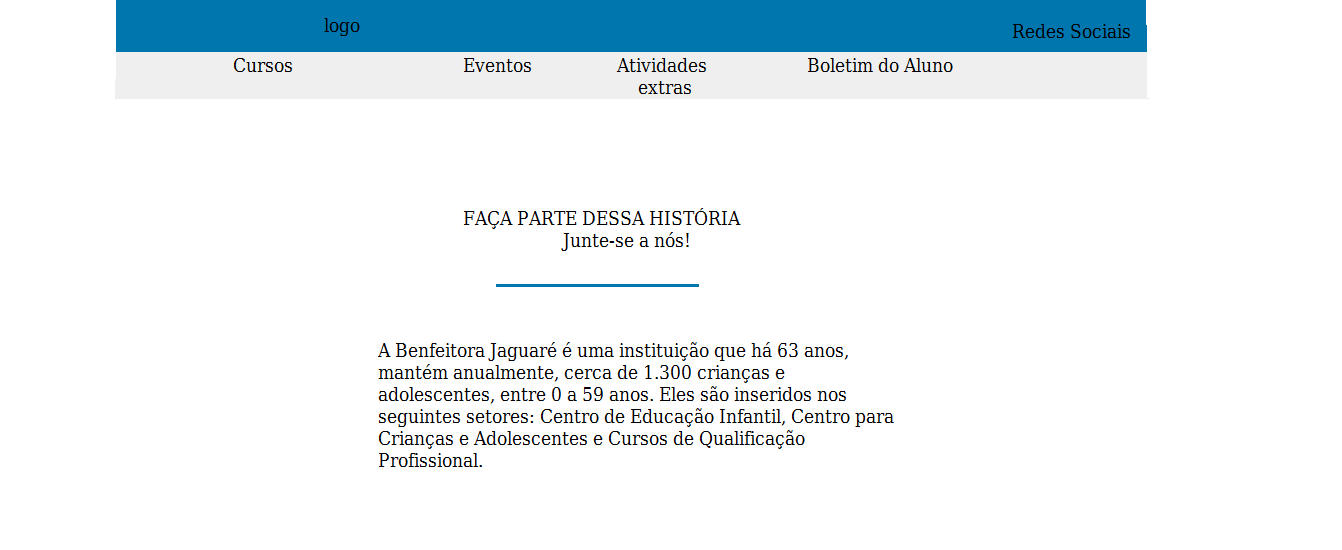 logo
Redes Sociais
Cursos
Eventos
Atividades
extras
Boletim do Aluno
FAÇA PARTE DESSA HISTÓRIA
Junte-se a nós!
A Benfeitora Jaguaré é uma instituição que há 63 anos,
mantém anualmente, cerca de 1.300 crianças e
adolescentes, entre 0 a 59 anos. Eles são inseridos nos
seguintes setores: Centro de Educação Infantil, Centro para
Crianças e Adolescentes e Cursos de Qualificação
Profissional.